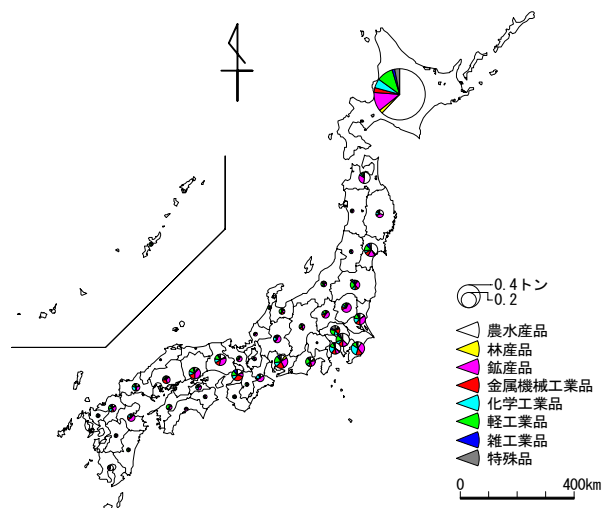 0.4トン
0.2
農水産品
林産品
鉱産品
金属機械工業品
化学工業品
軽工業品
雑工業品
特殊品
0 400km